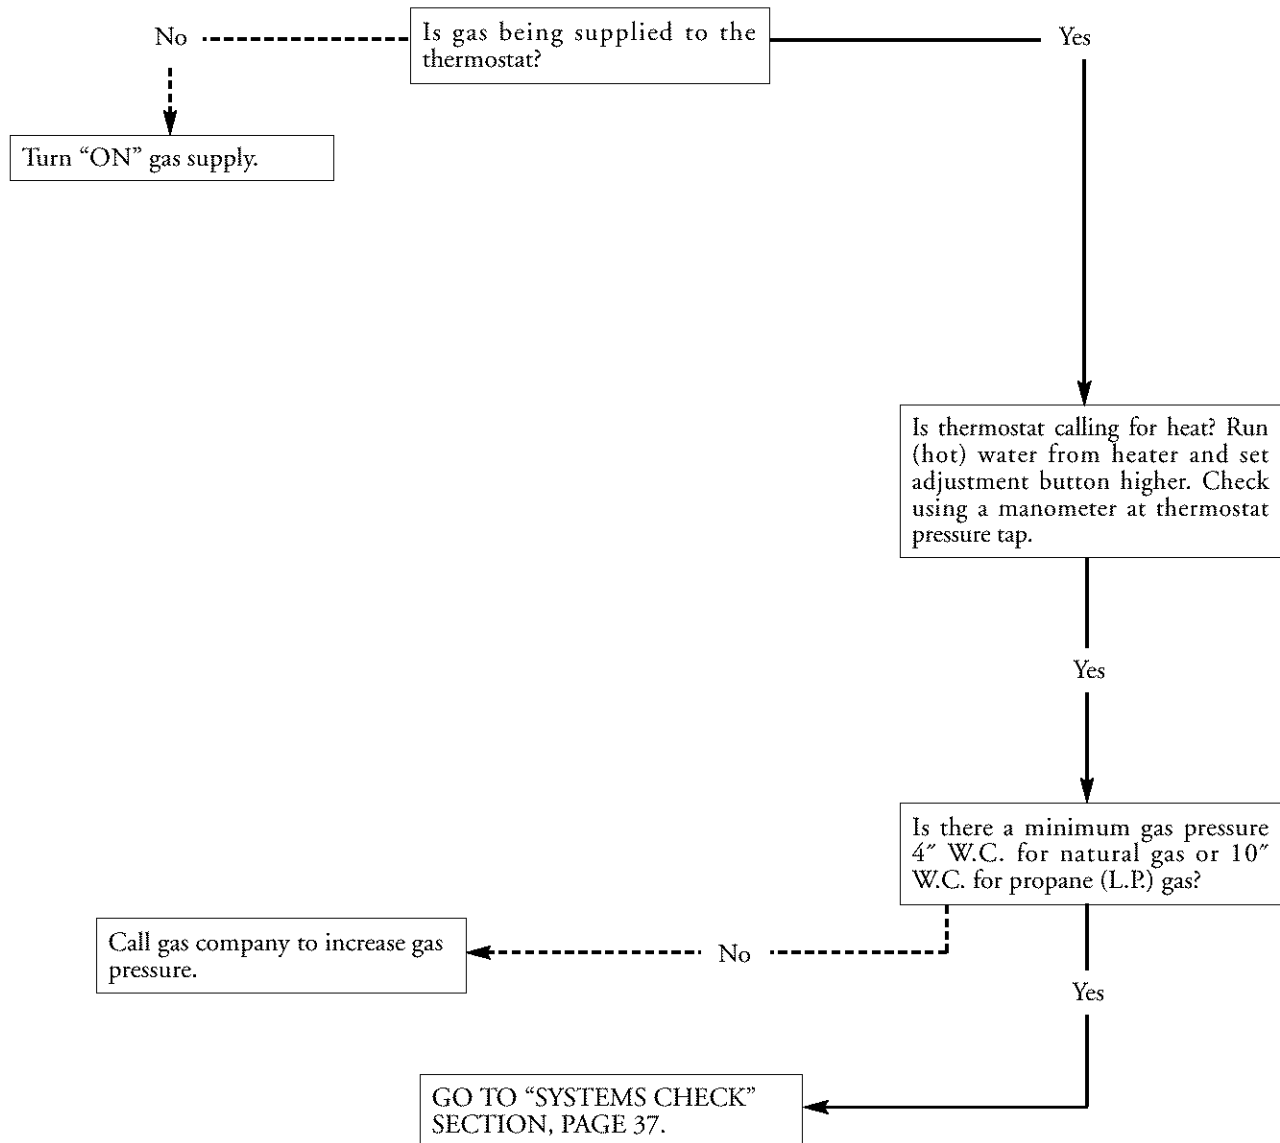 No
Is gas being supplied to the
thermostat?
Yes
Turn “ON” gas supply.
Is thermostat calling for heat? Run
(hot) water from heater and set
adjustment button higher. Check
using a manometer at thermostat
pressure tap.
Yes
Is there a minimum gas pressure
4″ W.C. for natural gas or 10″
W.C. for propane (L.P.) gas?
Call gas company to increase gas
pressure.
No
Yes
GO TO “SYSTEMS CHECK”
SECTION, PAGE 37.